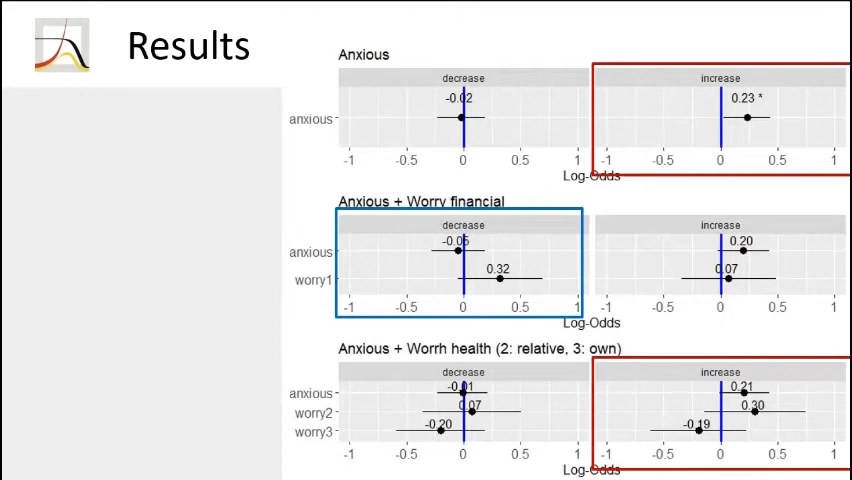 Results
Anxious
decrease
increase
-0.02
0.23 *
anxious
-1 -0.5 0 0.5 1
-1 -0.5 0 0.5 1
Log-Odds
Anxious + Worry financial
decrease
increase
-0.05
0.20
anxious
0.32
0.07
worry1
-1 -0.5 0 0.5 1
-1 -0.5 0 0.5 1
Log-Odds
Anxious + Worrh health (2: relative, 3: own)
decrease
increase
-0.01
0.21
anxious
0.07
0.30
worry2
-0.20
-0.19
worry3
-1 -0.5 0 0.5 1
-1 -0.5 0 0.5 1
Log-Odds